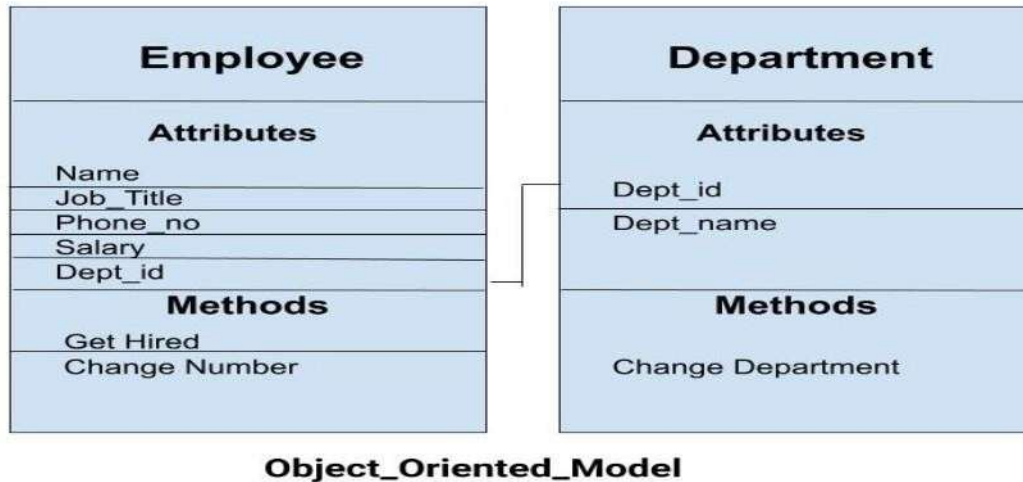 Employee
Attributes
Name
Job_Title
Phone_no
Salary
Dept_id
Methods
Get Hired
Change Number
Department
Attributes
Dept_id
Dept_name
Methods
Change Department
Object_Oriented_Model